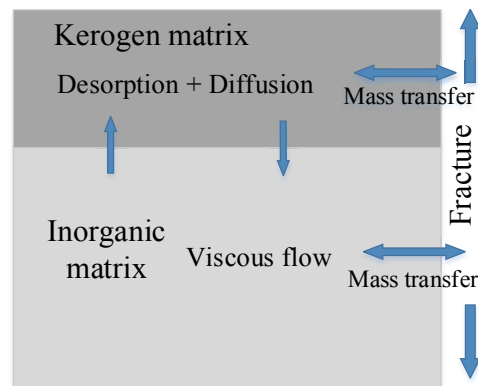 Kerogen matrix
Desorption + Diffusion
Mass transfer
Fracture
Inorganic
matrix
Viscous flow
Mass transfer